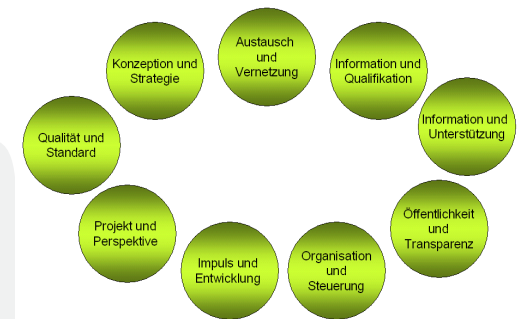 Austausch
und
Vernetzung
Information und
Qualifikation
Information und
Unterstützung
Öffentlichkeit
und
Transparenz
Organisation
und
Steuerung
Impuls und
Entwicklung
Projekt und
Perspektive
Qualität und
Standard
Konzeption und
Strategie